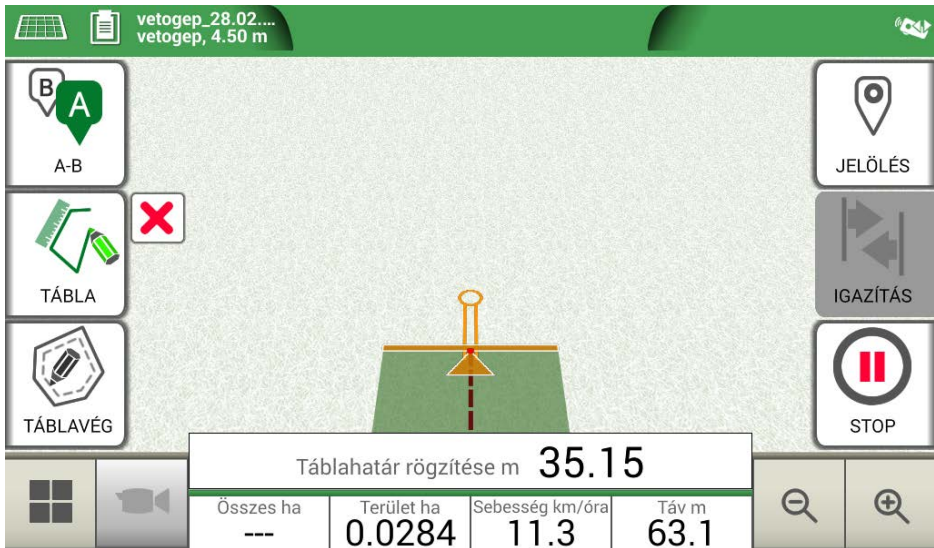 vetogep_28.02....
vetogep, 4.50 m
B
A
A-B
JELÖLÉS
TÁBLA
IGAZÍTÁS
TÁBLAVÉG
STOP
Táblahatár rögzítése m 35.15
Összes ha
---
Terület ha
0.0284
Sebesség km/óra
11.3
Táv m
63.1